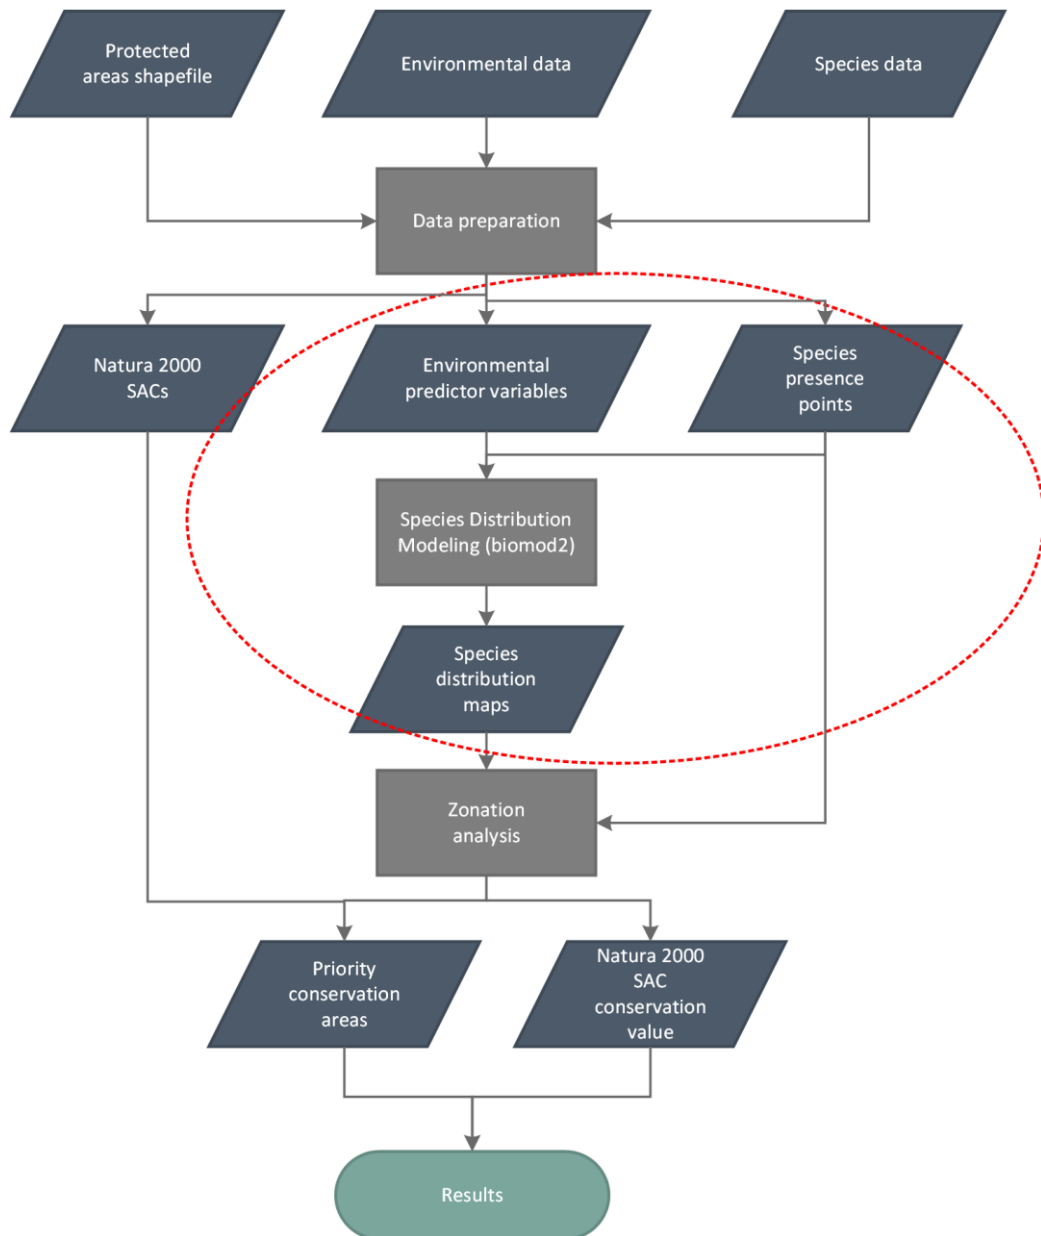 Protected
areas shapefile
Environmental data
Species data
Data preparation
Natura 2000
SACs
Environmental
predictor variables
Species
presence
points
Species Distribution
Modeling (biomod2)
Species
distribution
maps
Zonation
analysis
Priority
conservation
areas
Natura 2000
SAC
conservation
value
Results